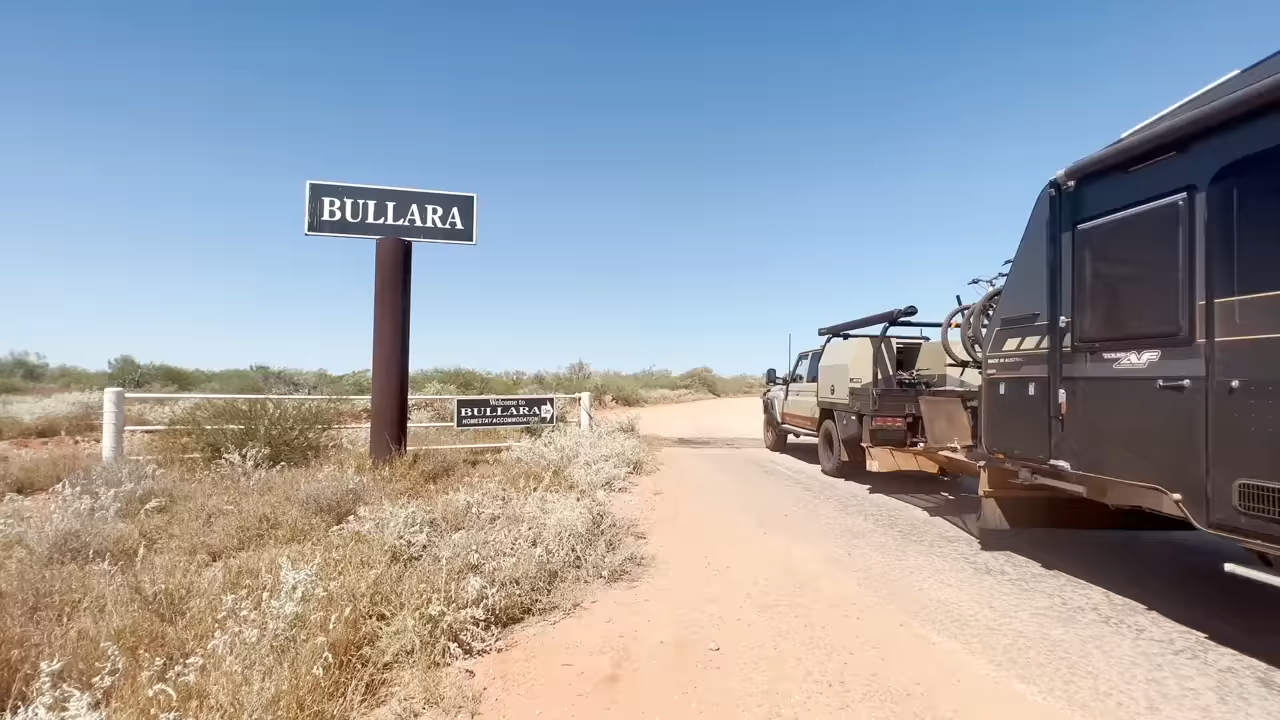 BULLARA
Welcome to
BULLARA
HOMESTAY ACCOMMODATION
MADE IN AUSTRALIA